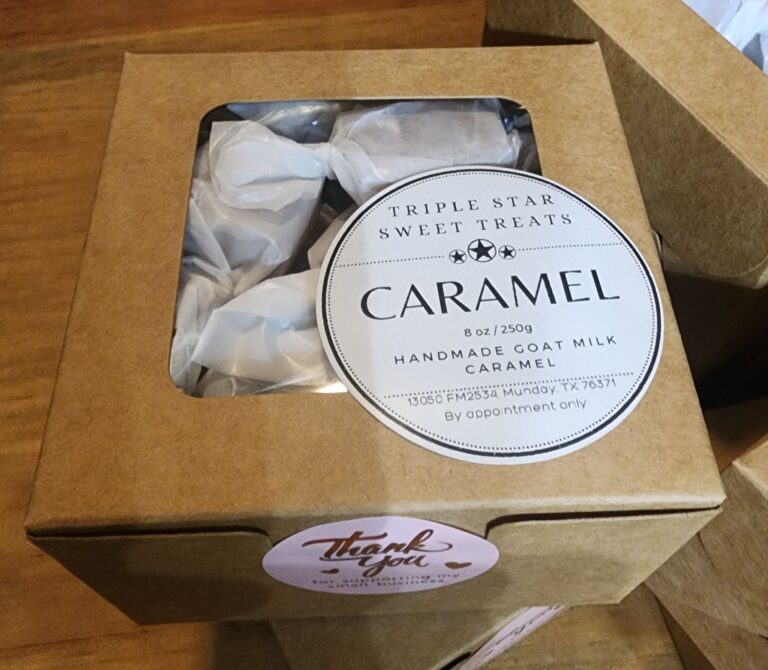 TRIPLE STAR
SWEET TREATS
CARAMEL
8 oz / 250g
HANDMADE GOAT MILK
CARAMEL
13050 FM2534, Munday, TX 76371
By appointment only
Thank
you
for supporting my
small business